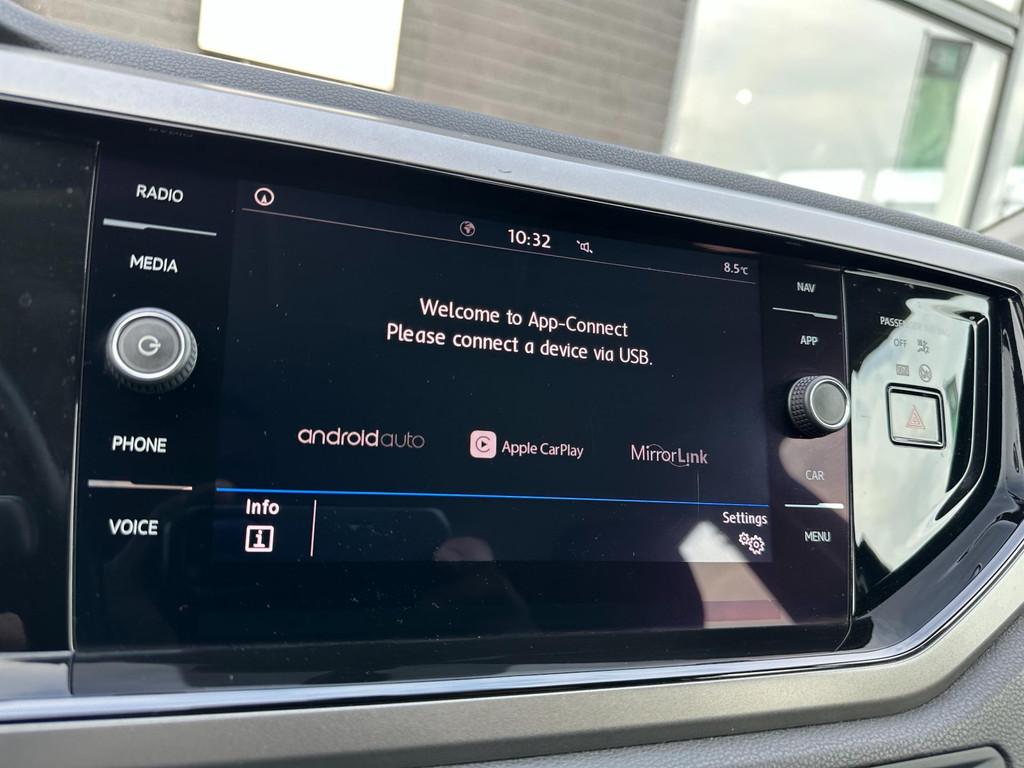 RADIO
MEDIA
PHONE
VOICE
10:32
8.5°C
Welcome to App-Connect
Please connect a device via USB.
androidauto
Apple CarPlay
MirrorLink
Info
i
Settings
NAV
APP
CAR
MENU
OFF